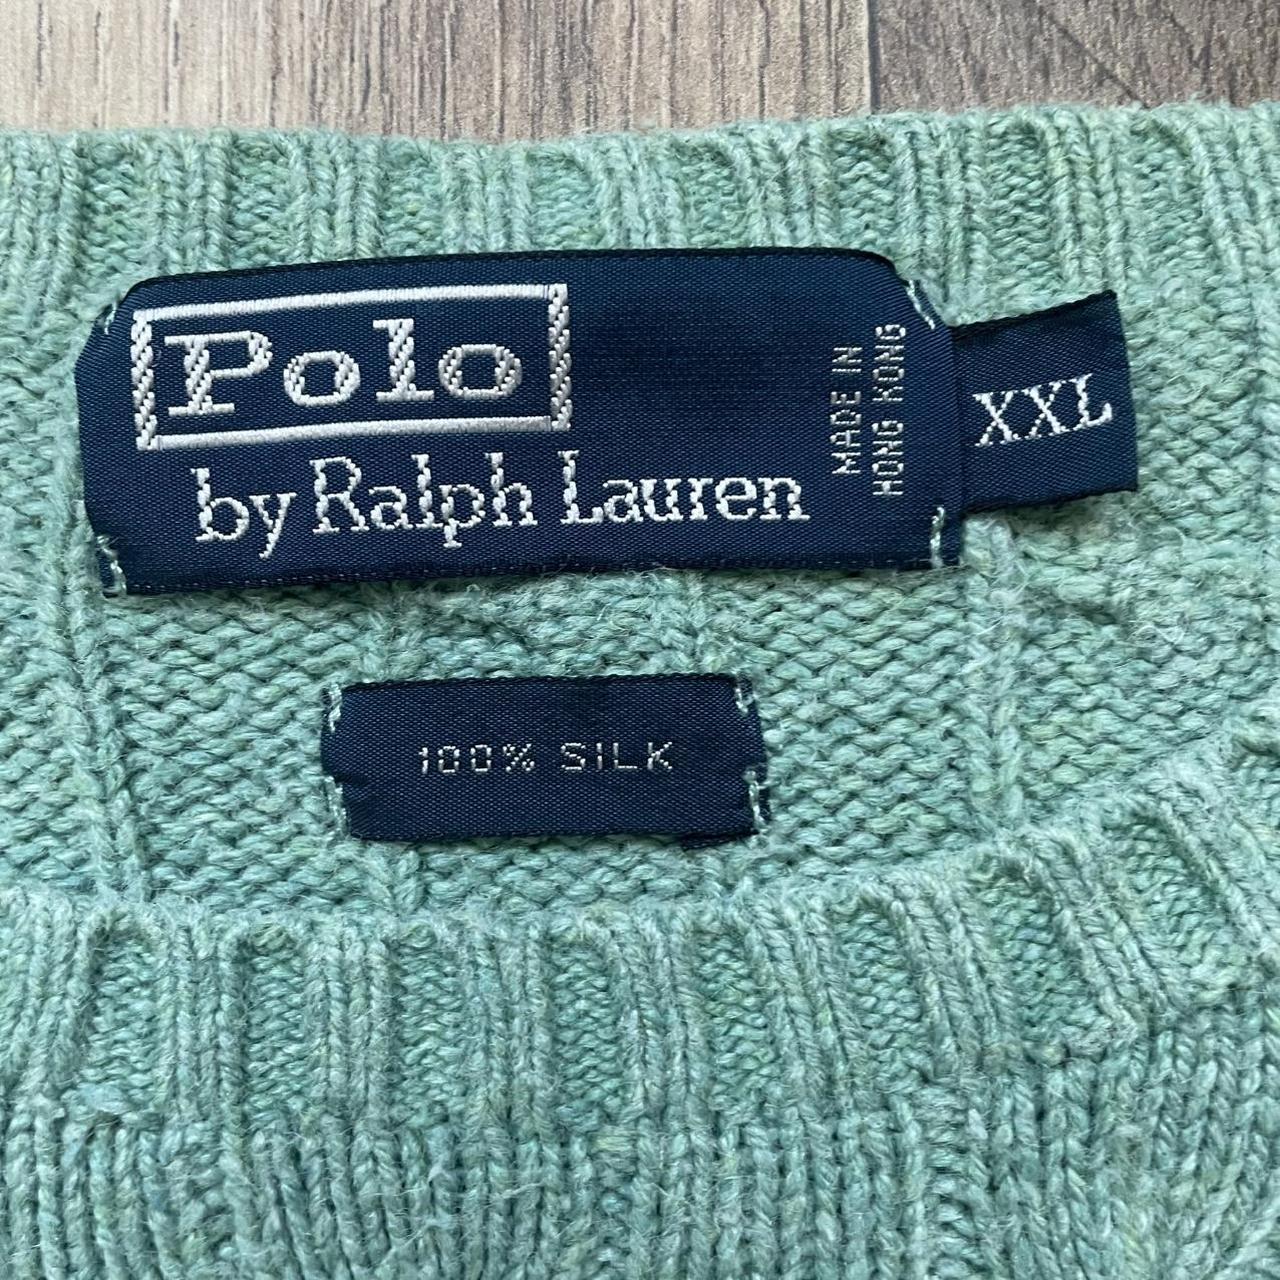 Polo
by Ralph Lauren
MADE IN
HONG KONG
XXL
100% SILK